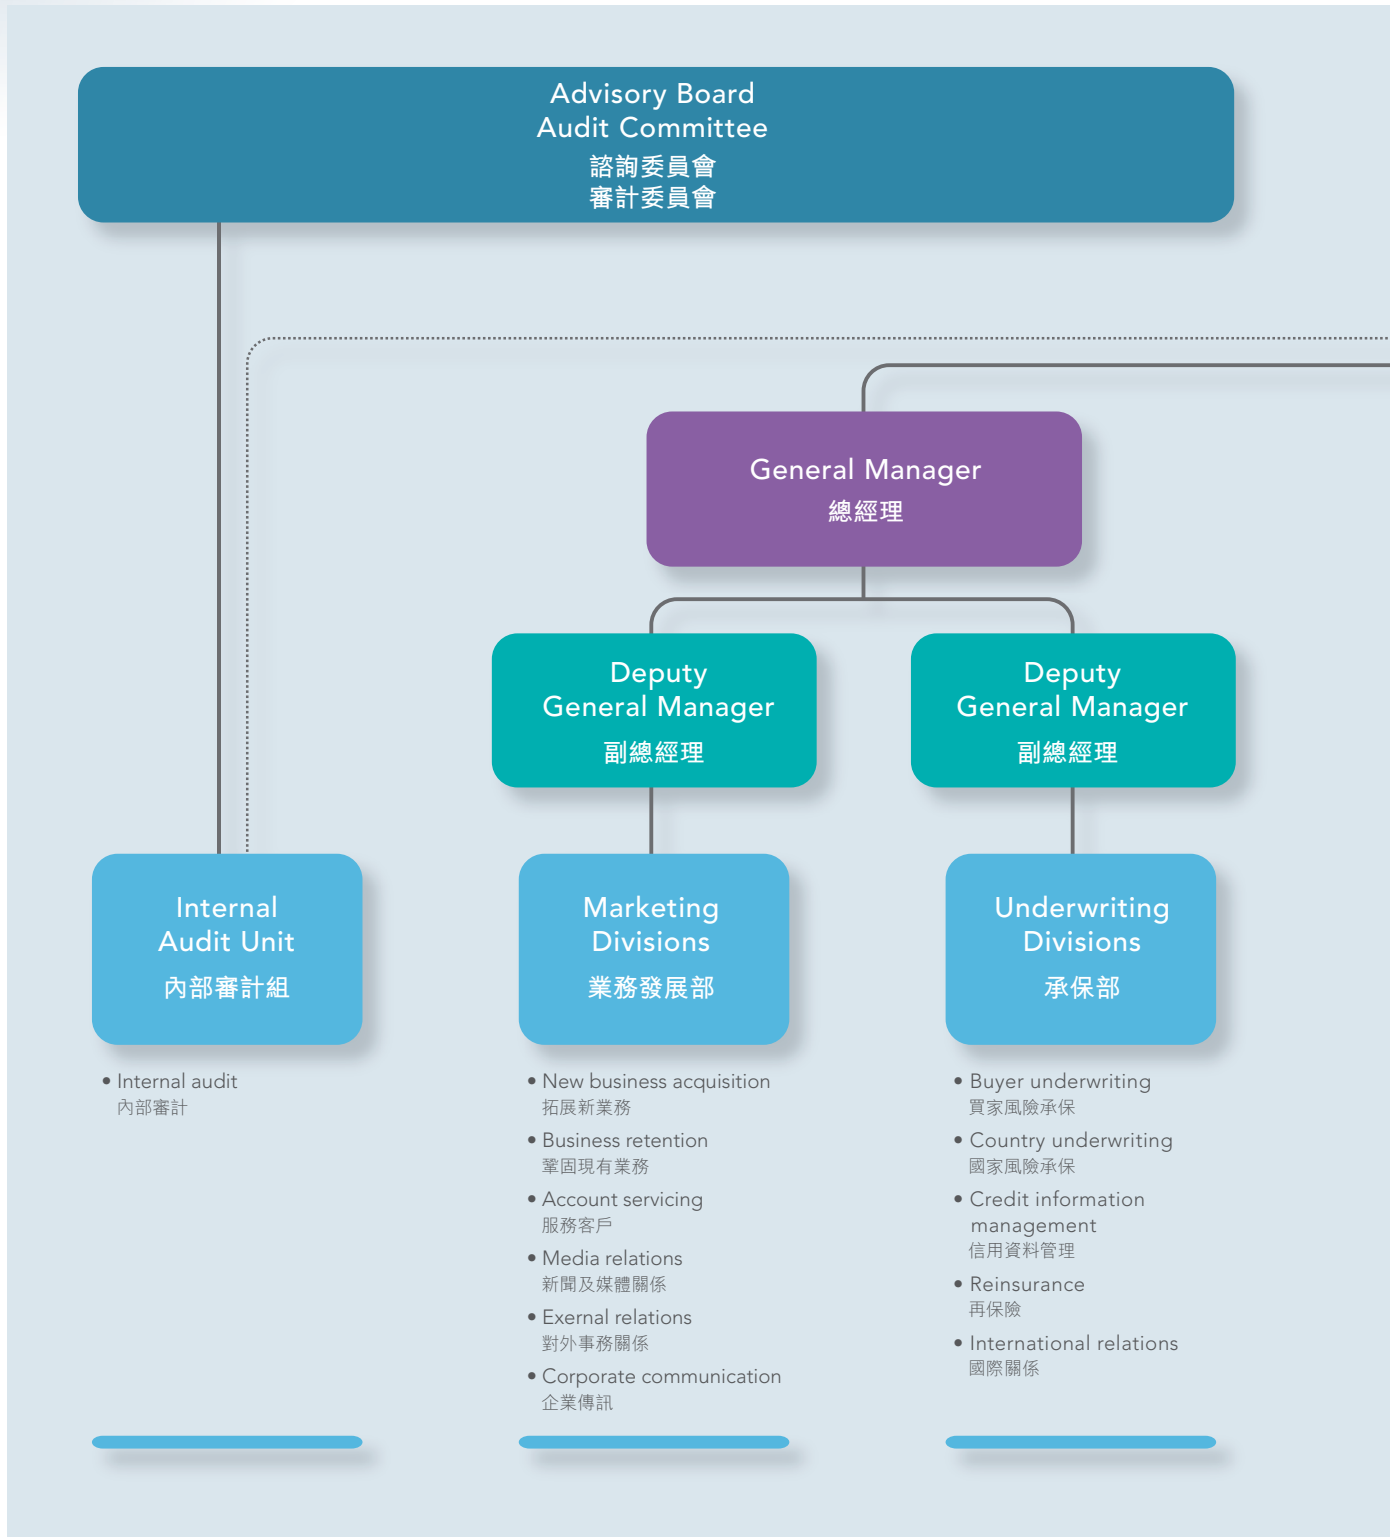 Advisory Board
Audit Committee
諮詢委員會
審計委員會
General Manager
總經理
Deputy
General Manager
副總經理
Deputy
General Manager
副總經理
Internal
Audit Unit
內部審計組
• Internal audit
內部審計
Marketing
Divisions
業務發展部
• New business acquisition
拓展新業務
• Business retention
鞏固現有業務
• Account servicing
服務客戶
• Media relations
新聞及媒體關係
• Exernal relations
對外事務關係
• Corporate communication
企業傳訊
Underwriting
Divisions
承保部
• Buyer underwriting
買家風險承保
• Country underwriting
國家風險承保
• Credit information
management
信用資料管理
• Reinsurance
再保險
• International relations
國際關係